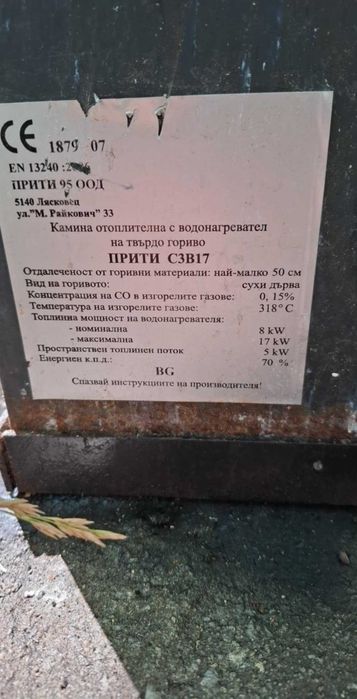 CE 1879 07
EN 13240 :2
ПРИТИ 95 ООД
5140 Лясковец
ул."М. Райкович" 33
Камина отоплителна с водонагревател
на твърдо гориво
ПРИТИ С3В17
Отдалеченост от горивни материали: най-малко 50 см
Вид на горивото: сухи дърва
Концентрация на СО в изгорелите газове: 0, 15%
Температура на изгорелите газове: 318°C
Топлинна мощност на водонагревателя:
- номинална 8 kW
- максимална 17 kW
Пространствен топлинен поток 5 kW
Енергиен к.п.д.: 70 %
BG
Спазвай инструкциите на производителя!